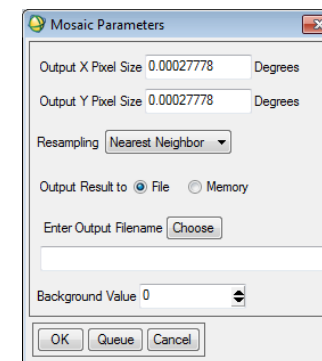 Mosaic Parameters
Output X Pixel Size 0.00027778 Degrees
Output Y Pixel Size 0.00027778 Degrees
Resampling Nearest Neighbor
Output Result to File Memory
Enter Output Filename Choose
Background Value 0
OK Queue Cancel